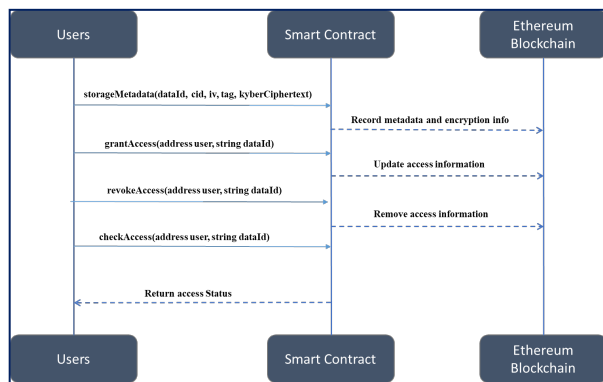 Users
Smart Contract
Ethereum
Blockchain
storageMetadata(dataId, cid, iv, tag, kyberCiphertext)
Record metadata and encryption info
grantAccess(address user, string dataId)
Update access information
revokeAccess(address user, string dataId)
Remove access information
checkAccess(address user, string dataId)
Return access Status
Users
Smart Contract
Ethereum
Blockchain